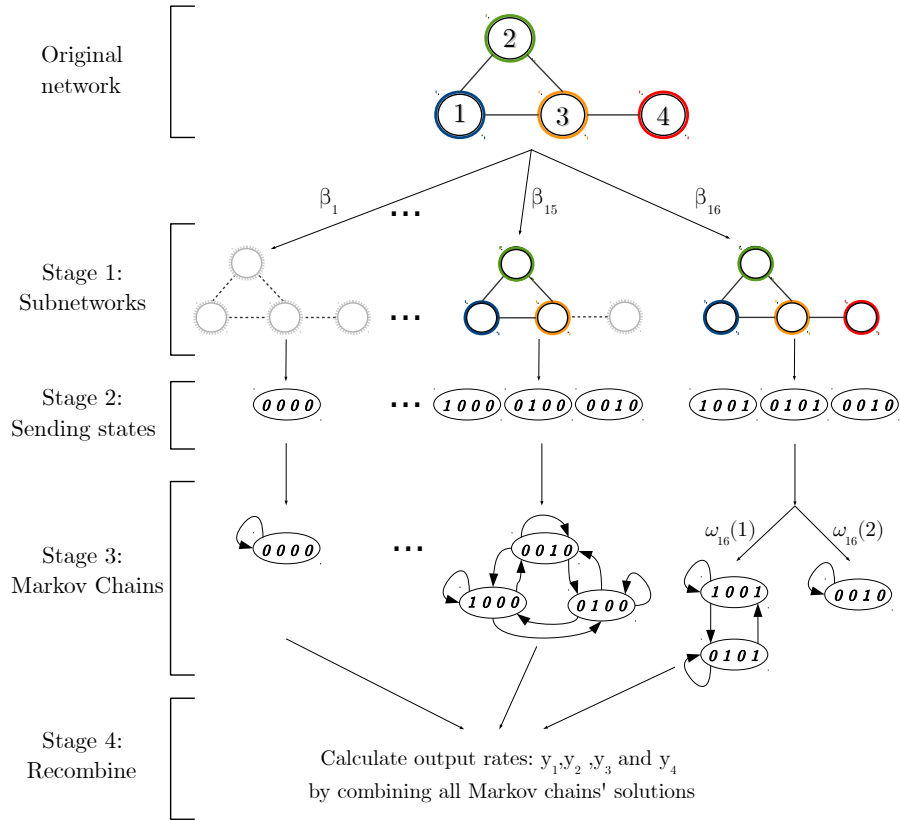 Original
network
2
1 3 4
β₁ ... β₁₅ β₁₆
Stage 1:
Subnetworks
...
Stage 2:
Sending states
0000 ... 1000 0100 0010 1001 0101 0010
Stage 3:
Markov Chains
ω₁₆(1) ω₁₆(2)
0000 ... 0010
1000 0100
1001 0010
0101
Stage 4:
Recombine
Calculate output rates: y₁,y₂ ,y₃ and y₄
by combining all Markov chains' solutions